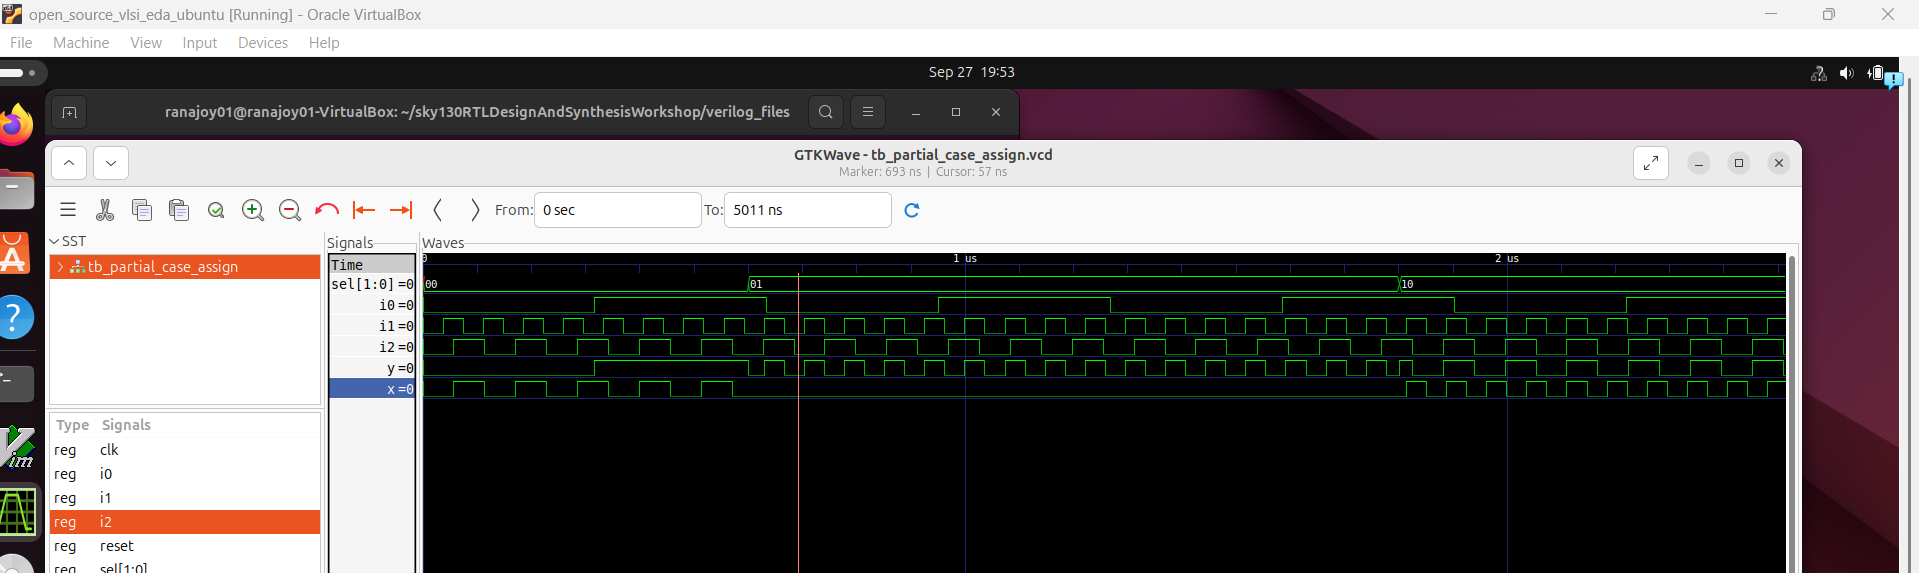 open_source_vlsi_eda_ubuntu [Running] - Oracle VirtualBox
File Machine View Input Devices Help
Sep 27 19:53
ranajoy01@ranajoy01-VirtualBox: ~/sky130RTLDesignAndSynthesisWorkshop/verilog_files
GTKWave - tb_partial_case_assign.vcd
Marker: 693 ns | Cursor: 57 ns
From: 0 sec To: 5011 ns
SST
tb_partial_case_assign
Type Signals
reg clk
reg i0
reg i1
reg i2
reg reset
reg sel[1:0]
Signals
Time
sel[1:0] =0
i0 =0
i1 =0
i2 =0
y =0
x =0
Waves
0 1 us 2 us
00 01 10